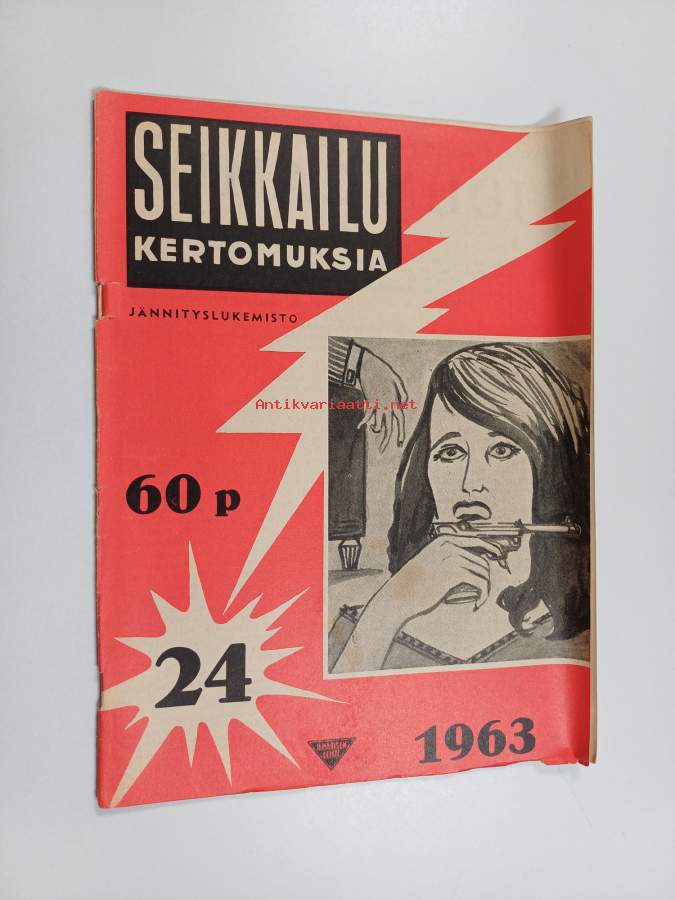 SEIKKAILU
KERTOMUKSIA
JÄNNITYSLUKEMISTO
Antikvariaatti.net
60 p
24
1963